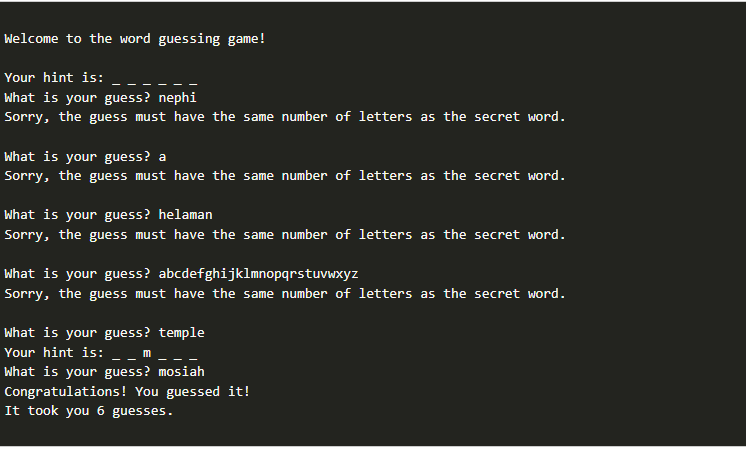 Welcome to the word guessing game!
Your hint is: _ _ _ _ _ _
What is your guess? nephi
Sorry, the guess must have the same number of letters as the secret word.
What is your guess? a
Sorry, the guess must have the same number of letters as the secret word.
What is your guess? helaman
Sorry, the guess must have the same number of letters as the secret word.
What is your guess? abcdefghijklmnopqrstuvwxyz
Sorry, the guess must have the same number of letters as the secret word.
What is your guess? temple
Your hint is: _ _ m _ _ _
What is your guess? mosiah
Congratulations! You guessed it!
It took you 6 guesses.